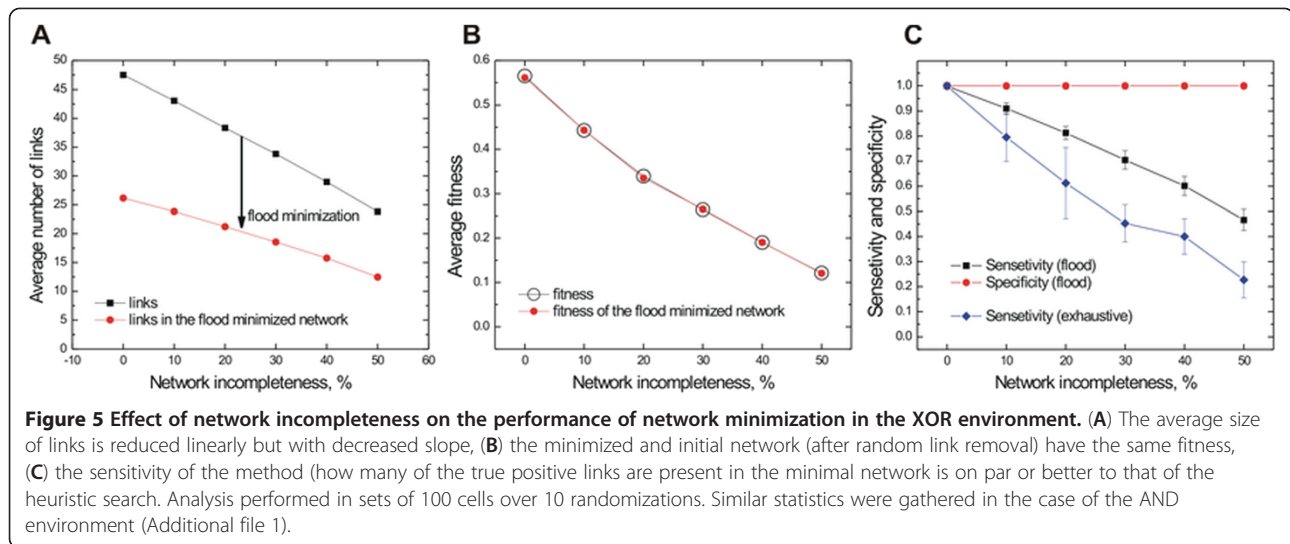 A
50
45
40
35
30
25
20
15
10
5
0
Average number of links
flood minimization
links
links in the flood minimized network
-10 0 10 20 30 40 50 60
Network incompleteness, %
B
0.6
0.5
0.4
0.3
0.2
0.1
0.0
Average fitness
fitness
fitness of the flood minimized network
0 10 20 30 40 50
Network incompleteness, %
C
1.0
0.9
0.8
0.7
0.6
0.5
0.4
0.3
0.2
0.1
0.0
Sensetivity and specificity
Sensetivity (flood)
Specificity (flood)
Sensetivity (exhaustive)
0 10 20 30 40 50
Network incompleteness, %
Figure 5 Effect of network incompleteness on the performance of network minimization in the XOR environment. (A) The average size
of links is reduced linearly but with decreased slope, (B) the minimized and initial network (after random link removal) have the same fitness,
(C) the sensitivity of the method (how many of the true positive links are present in the minimal network is on par or better to that of the
heuristic search. Analysis performed in sets of 100 cells over 10 randomizations. Similar statistics were gathered in the case of the AND
environment (Additional file 1).